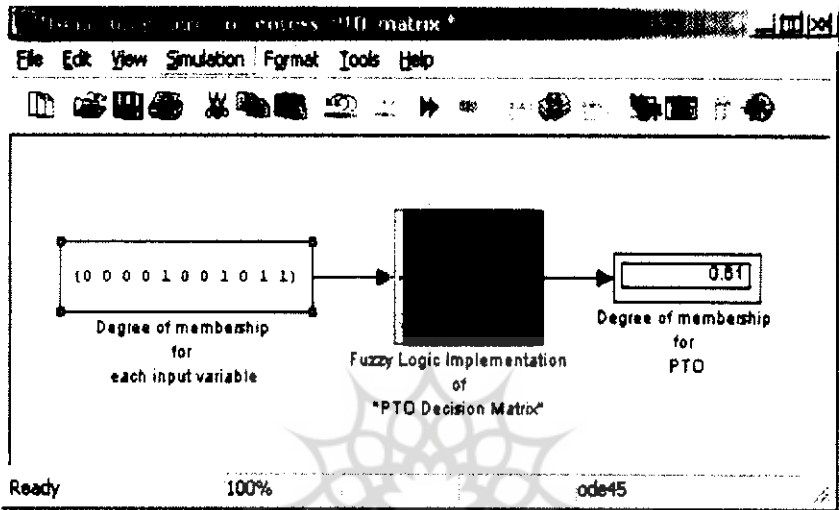 PTO matrix *
File Edit View Simulation Format Tools Help
[0 0 0 0 1 0 0 1 0 1 1]
0.61
Degree of membership
for
each input variable
Fuzzy Logic Implementation
of
"PTO Decision Matrix"
Degree of membership
for
PTO
Ready 100% ode45